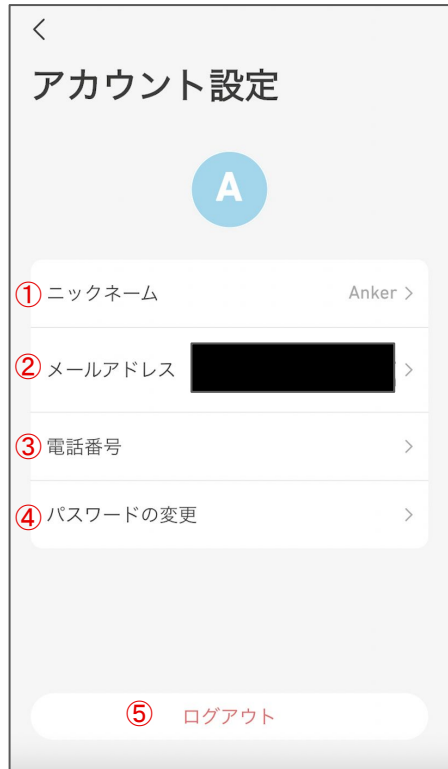 アカウント設定
A
① ニックネーム Anker >
② メールアドレス >
③ 電話番号 >
④ パスワードの変更 >
⑤ ログアウト